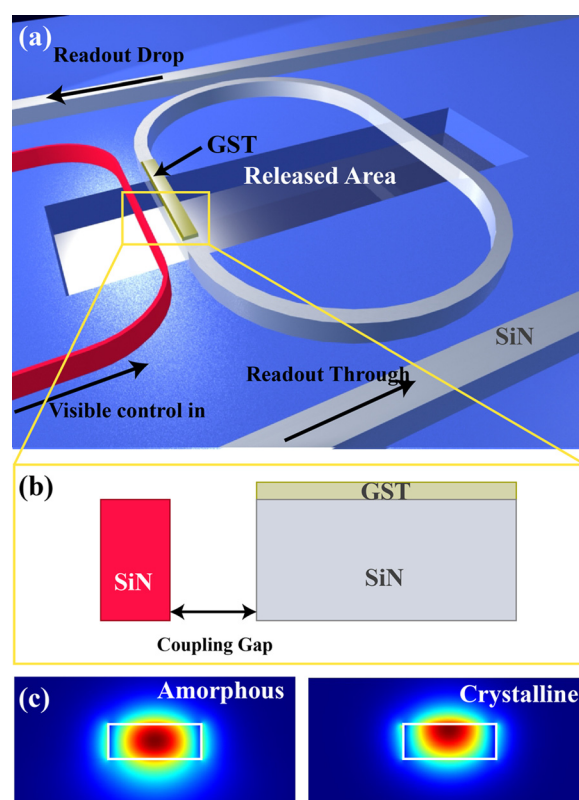 (a)
Readout Drop
GST
Released Area
SiN
Readout Through
Visible control in
(b)
GST
SiN
SiN
Coupling Gap
(c)
Amorphous
Crystalline